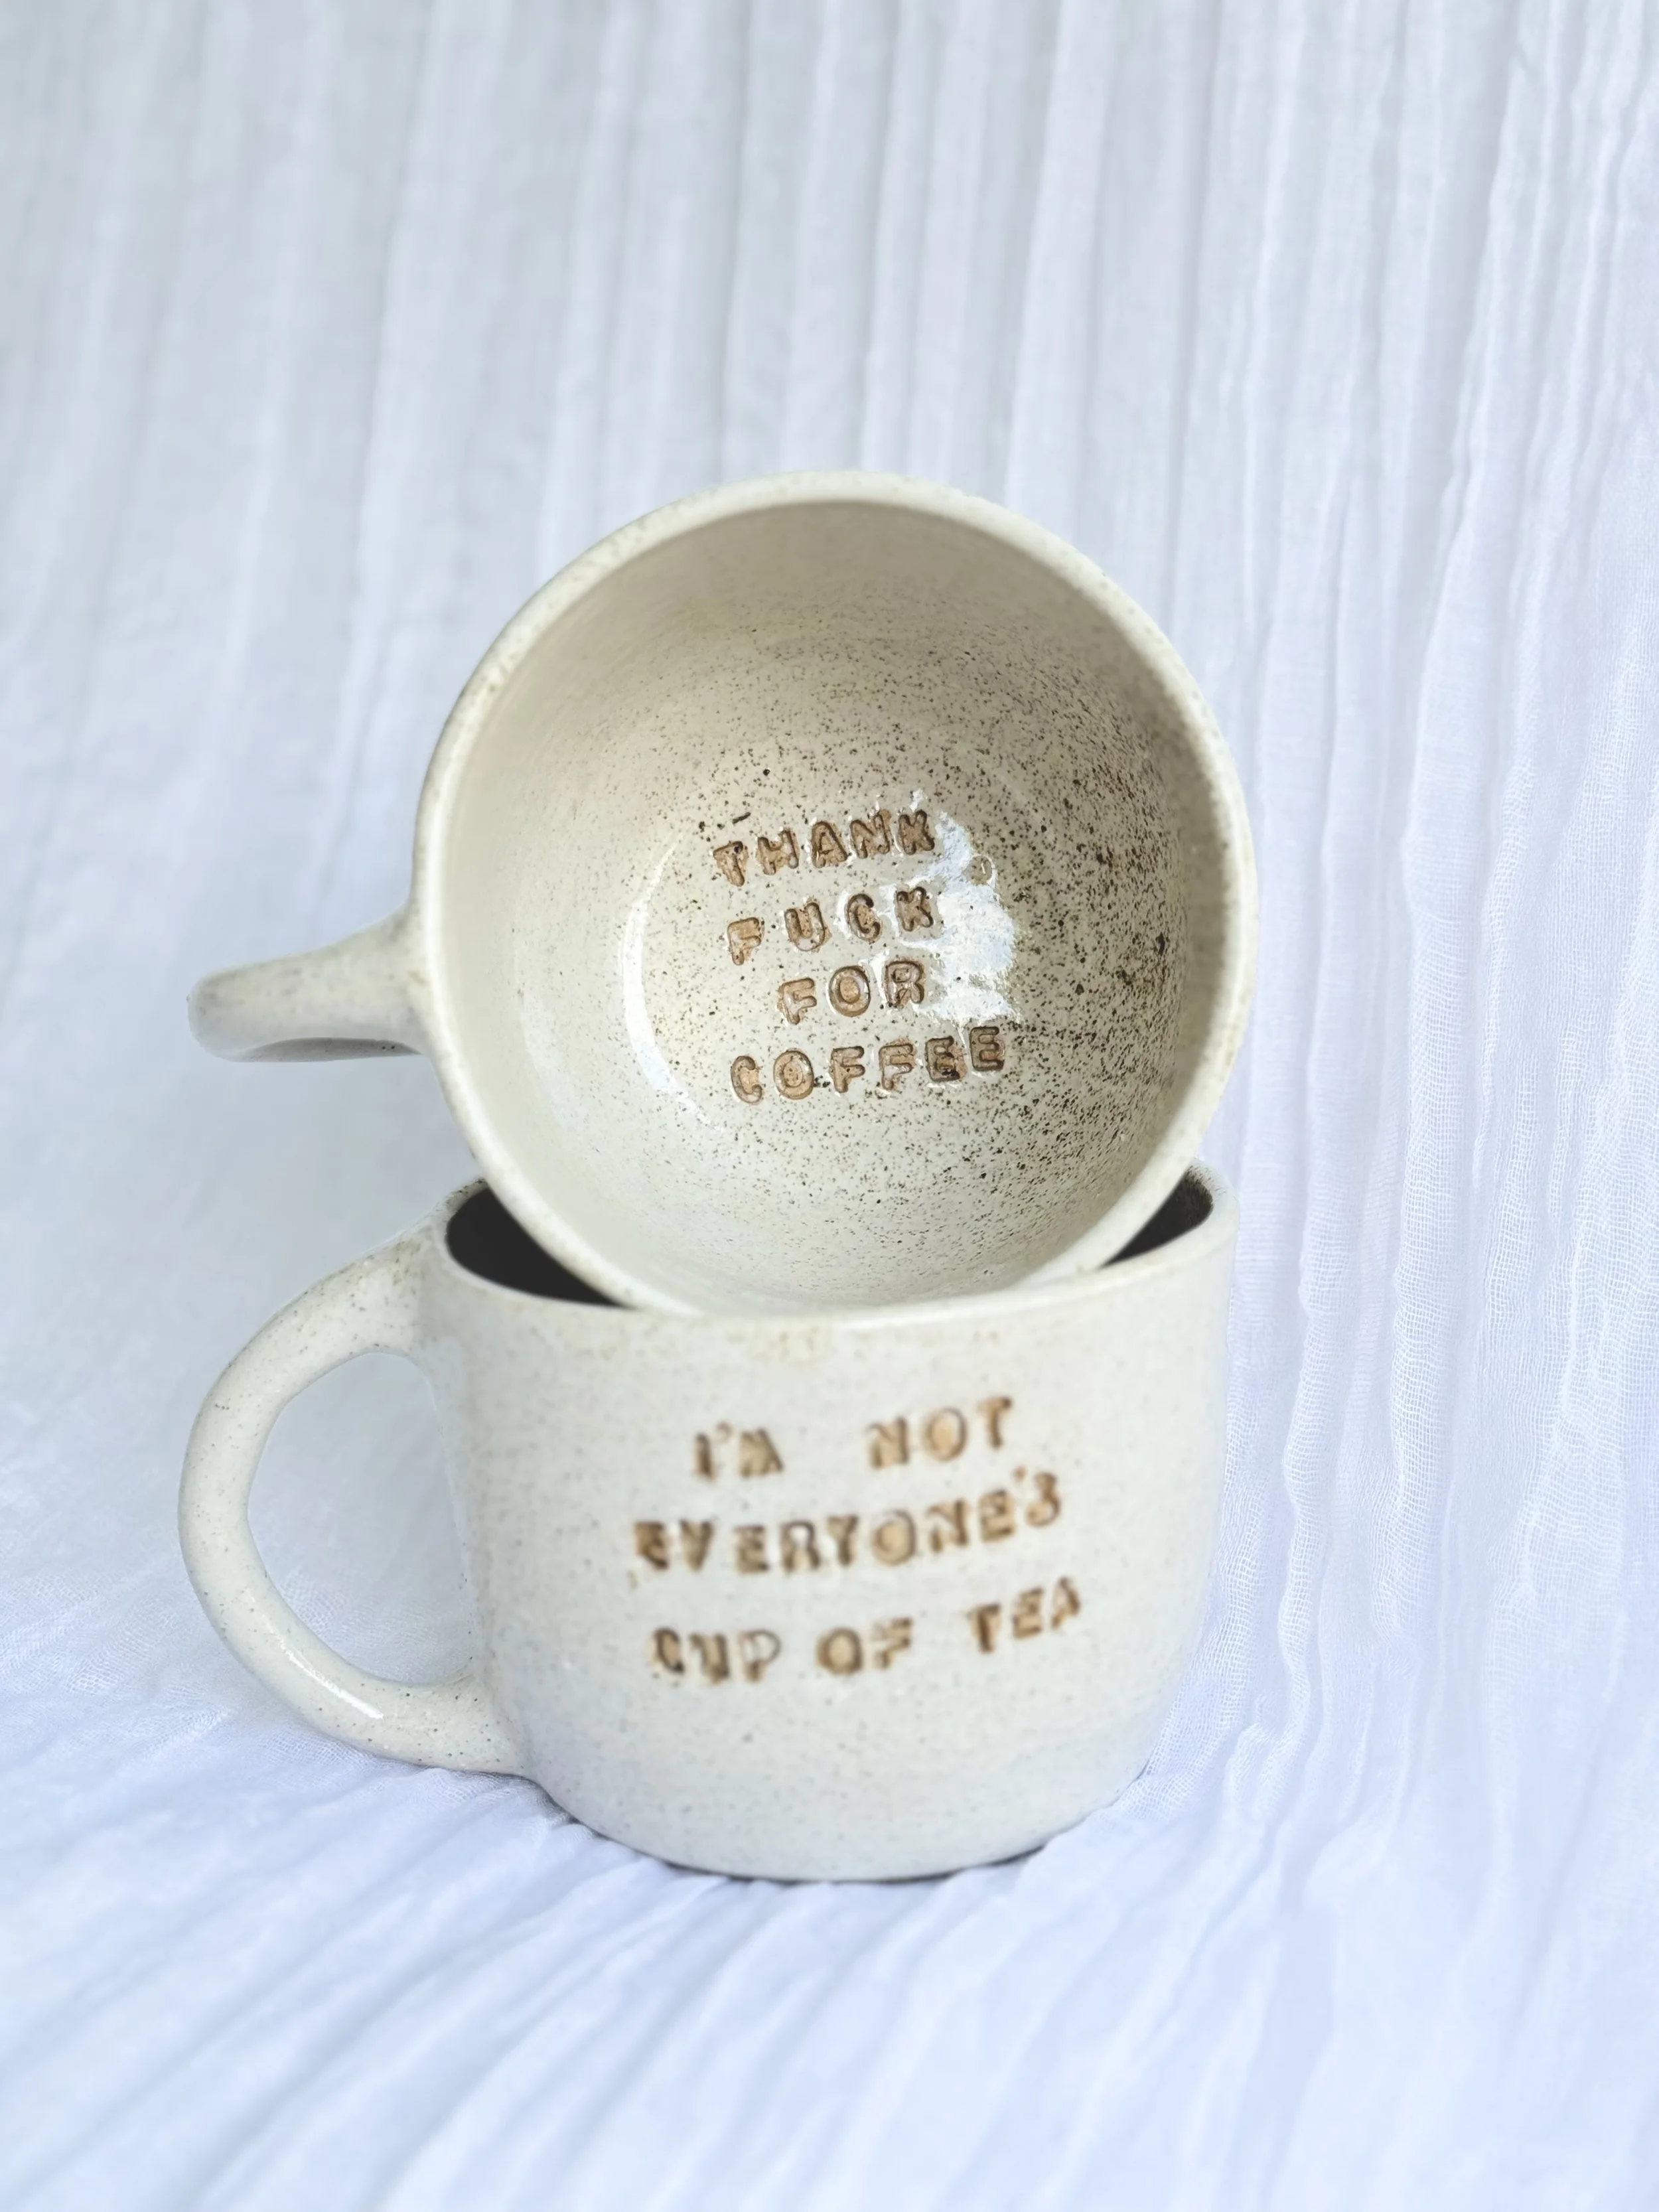 THANK
FUCK
FOR
COFFEE
I'M NOT
EVERYONE'S
CUP OF TEA